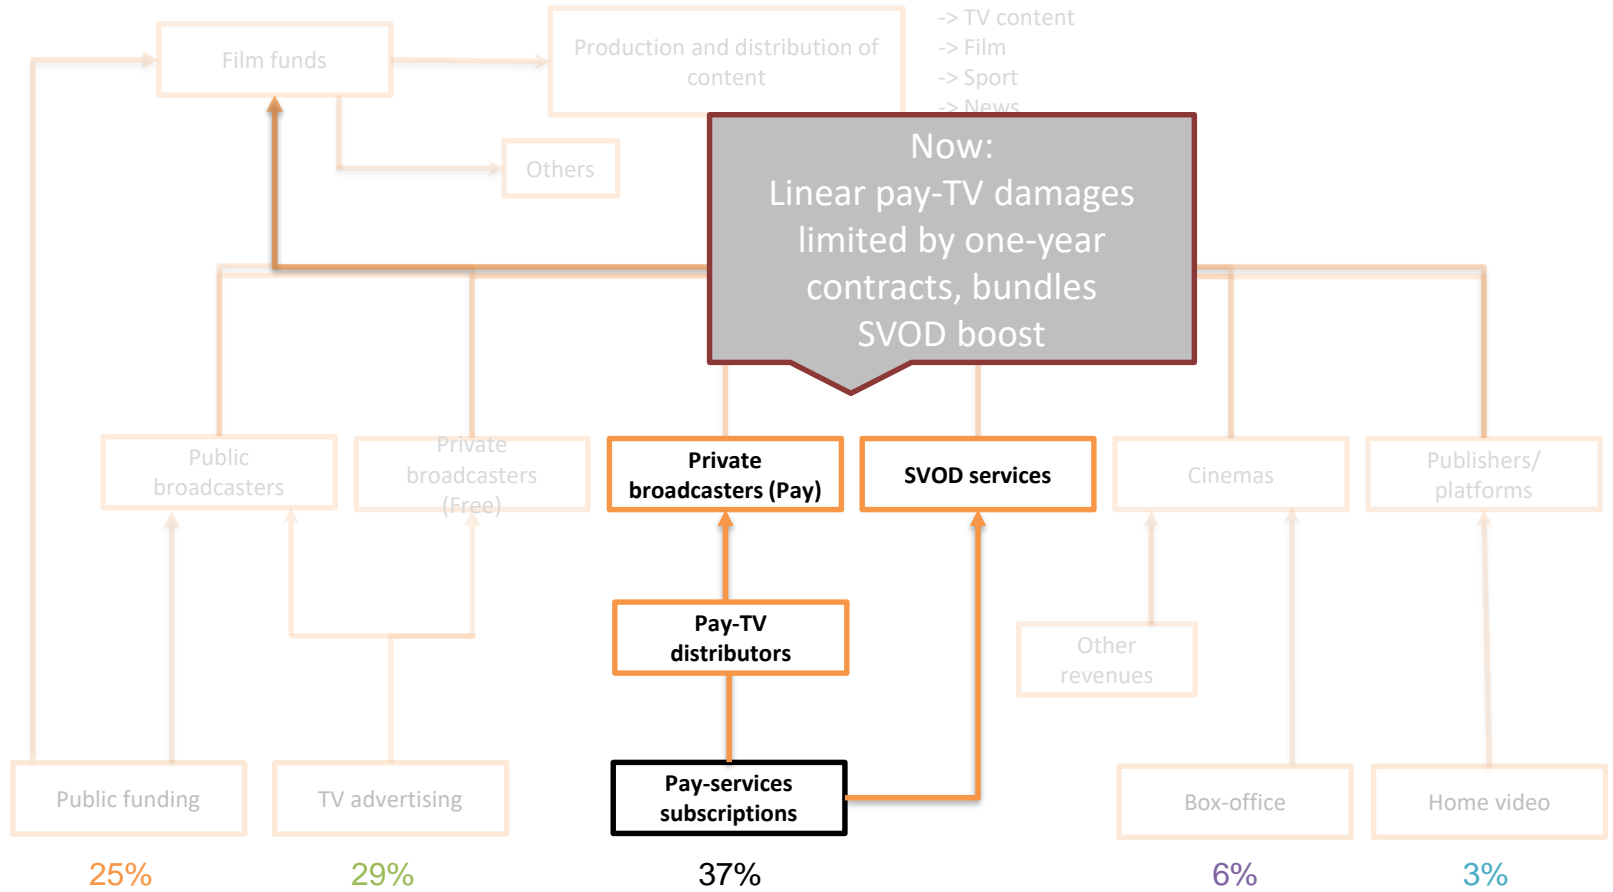 Film funds
Production and distribution of
content
-> TV content
-> Film
-> Sport
-> News
Others
Now:
Linear pay-TV damages
limited by one-year
contracts, bundles
SVOD boost
Public
broadcasters
Private
broadcasters
(Free)
Private
broadcasters (Pay)
SVOD services
Cinemas
Publishers/
platforms
Pay-TV
distributors
Other
revenues
Public funding
TV advertising
Pay-services
subscriptions
Box-office
Home video
25%
29%
37%
6%
3%